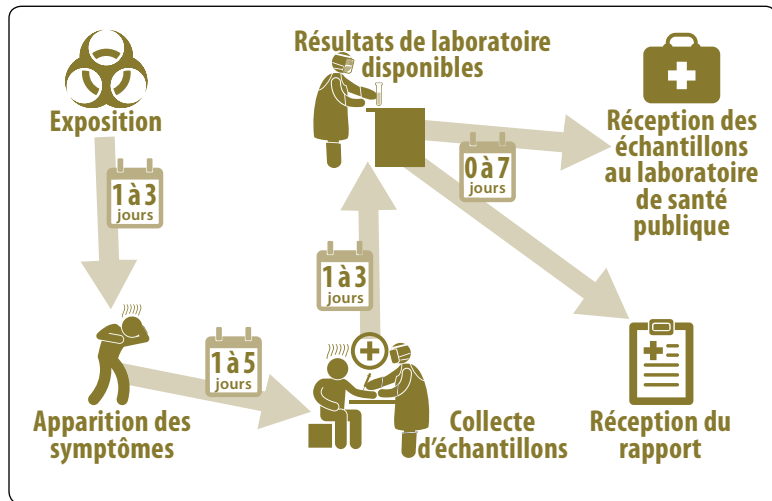 Exposition
1 à 3
jours
Apparition des
symptômes
1 à 5
jours
Collecte
d'échantillons
1 à 3
jours
Résultats de laboratoire
disponibles
0 à 7
jours
Réception des
échantillons
au laboratoire
de santé
publique
Réception du
rapport